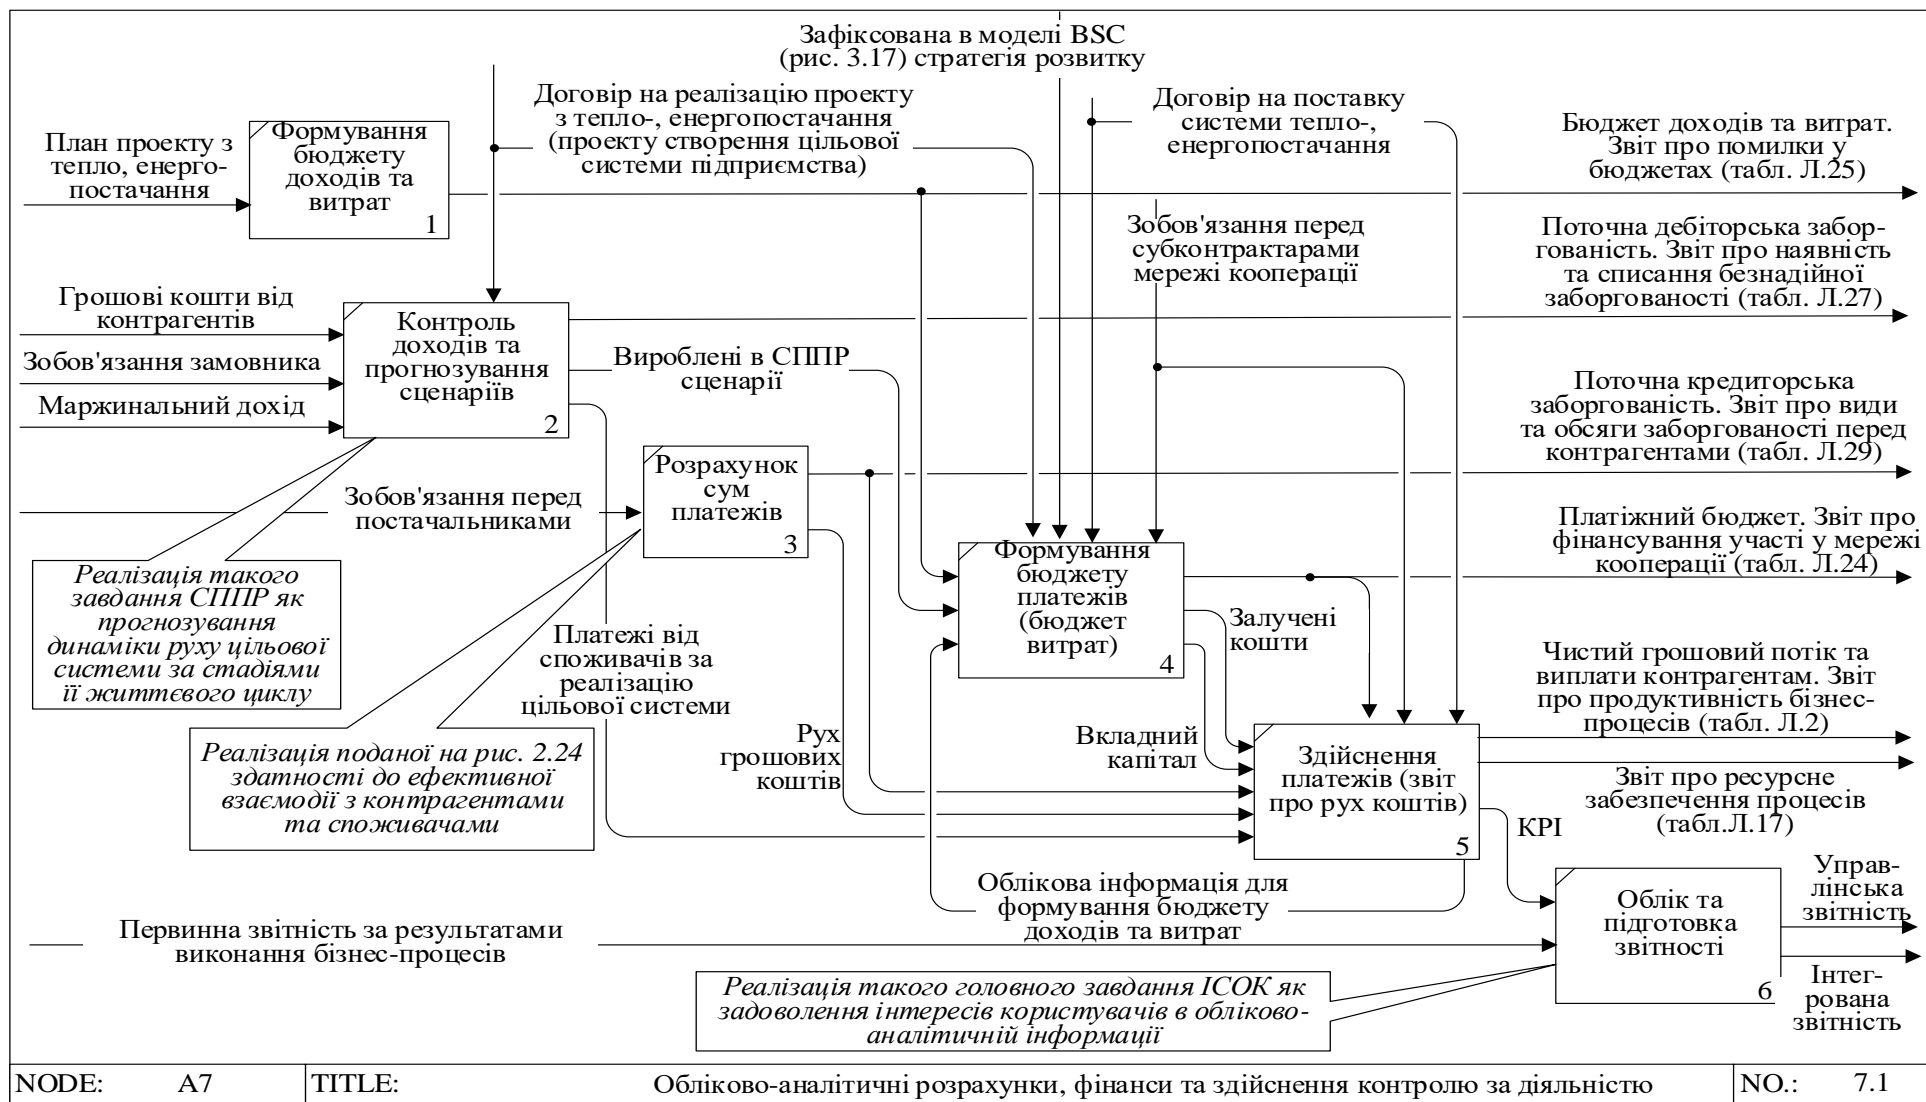 Зафіксована в моделі BSC
(рис. 3.17) стратегія розвитку
Договір на реалізацію проекту
з тепло-, енергопостачання
(проекту створення цільової
системи підприємства)
Договір на поставку
системи тепло-,
енергопостачання
План проекту з
тепло, енерго-
постачання
Формування
бюджету
доходів та
витрат
1
Бюджет доходів та витрат.
Звіт про помилки у
бюджетах (табл. Л.25)
Зобов'язання перед
субконтрактарами
мережі кооперації
Поточна дебіторська забор-
гованість. Звіт про наявність
та списання безнадійної
заборгованості (табл. Л.27)
Грошові кошти від
контрагентів
Зобов'язання замовника
Маржинальний дохід
Контроль
доходів та
прогнозування
сценаріїв
2
Вироблені в СППР
сценарії
Поточна кредиторська
заборгованість. Звіт про види
та обсяги заборгованості перед
контрагентами (табл. Л.29)
Зобов'язання перед
постачальниками
Розрахунок
сум
платежів
3
Платіжний бюджет. Звіт про
фінансування участі у мережі
кооперації (табл. Л.24)
Формування
бюджету
платежів
(бюджет
витрат)
4
Реалізація такого
завдання СППР як
прогнозування
динаміки руху цільової
системи за стадіями
її життєвого циклу
Платежі від
споживачів за
реалізацію
цільової системи
Залучені
кошти
Чистий грошовий потік та
виплати контрагентам. Звіт
про продуктивність бізнес-
процесів (табл. Л.2)
Реалізація поданої на рис. 2.24
здатності до ефективної
взаємодії з контрагентами
та споживачами
Рух
грошових
коштів
Вкладний
капітал
Здійснення
платежів (звіт
про рух коштів)
5
Звіт про ресурсне
забезпечення процесів
(табл.Л.17)
КРІ
Облікова інформація для
формування бюджету
доходів та витрат
Первинна звітність за результатами
виконання бізнес-процесів
Облік та
підготовка
звітності
6
Управ-
лінська
звітність
Інтег-
рована
звітність
Реалізація такого головного завдання ІСОК як
задоволення інтересів користувачів в обліково-
аналітичній інформації
NODE: A7 TITLE: Обліково-аналітичні розрахунки, фінанси та здійснення контролю за діяльністю NO.: 7.1